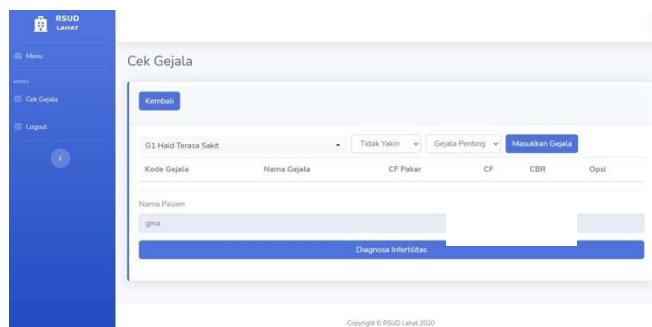 RSUD
LAHAT
Menu
MENU
Cek Gejala
Logout
Cek Gejala
Kembali
G1 Haid Terasa Sakit
Tidak Yakin
Gejala Penting
Masukkan Gejala
Kode Gejala Nama Gejala CF Pakar CF CBR Opsi
Nama Pasien
gina
Diagnosa Infertilitas
Copyright © RSUD Lahat 2020